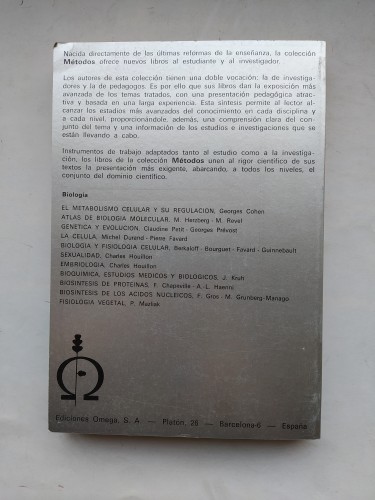 Nacida directamente de las últimas reformas de la enseñanza, la colección
Métodos ofrece nuevos libros al estudiante y al investigador.
Los autores de esta colección tienen una doble vocación: la de investiga-
dores y la de pedagogos. Es por ello que sus libros dan la exposición más
avanzada de los temas tratados, con una presentación pedagógica atrac-
tiva y basada en una larga experiencia. Esta síntesis permite al lector al-
canzar los estudios más avanzados del conocimiento en cada disciplina y
a cada nivel, proporcionándole, además, una comprensión clara del con-
junto del tema y una información de los estudios e investigaciones que se
están llevando a cabo.
Instrumentos de trabajo adaptados tanto al estudio como a la investiga-
ción, los libros de la colección Métodos unen al rigor científico de sus
textos la presentación más exigente, abarcando, a todos los niveles, el
conjunto del dominio científico.
Biología
EL METABOLISMO CELULAR Y SU REGULACION, Georges Cohen
ATLAS DE BIOLOGIA MOLECULAR, M. Herzberg - M. Revel
GENETICA Y EVOLUCION, Claudine Petit - Georges Prévost
LA CELULA, Michel Durand - Pierre Favard
BIOLOGIA Y FISIOLOGIA CELULAR, Berkaloff - Bourguet - Favard - Guinnebault
SEXUALIDAD, Charles Houillon
EMBRIOLOGIA, Charles Houillon
BIOQUIMICA, ESTUDIOS MEDICOS Y BIOLOGICOS, J. Kruh
BIOSINTESIS DE PROTEINAS, F. Chapeville - A.-L. Haenni
BIOSINTESIS DE LOS ACIDOS NUCLEICOS, F. Gros - M. Grunberg-Manago
FISIOLOGIA VEGETAL, P. Mazliak
Ediciones Omega, S. A. — Platón, 26 — Barcelona-6 — España